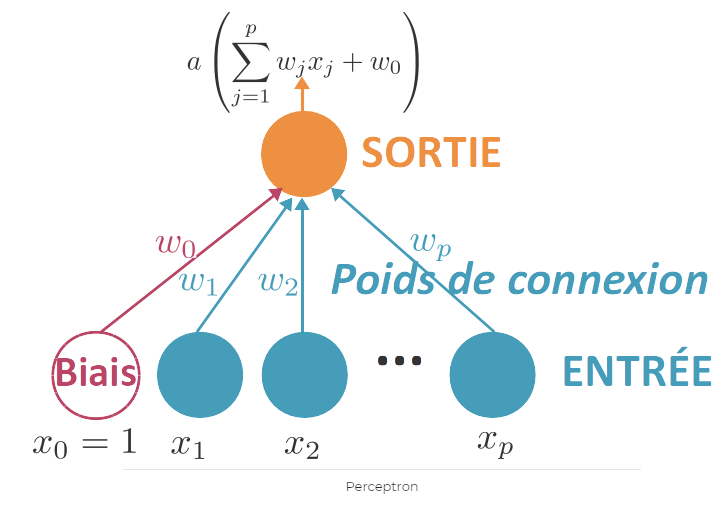 a(∑_{j=1}^{p} w_j x_j + w_0)
SORTIE
w_0
w_1
w_2
w_p
Poids de connexion
Biais
...
ENTRÉE
x_0 = 1
x_1
x_2
x_p
Perceptron